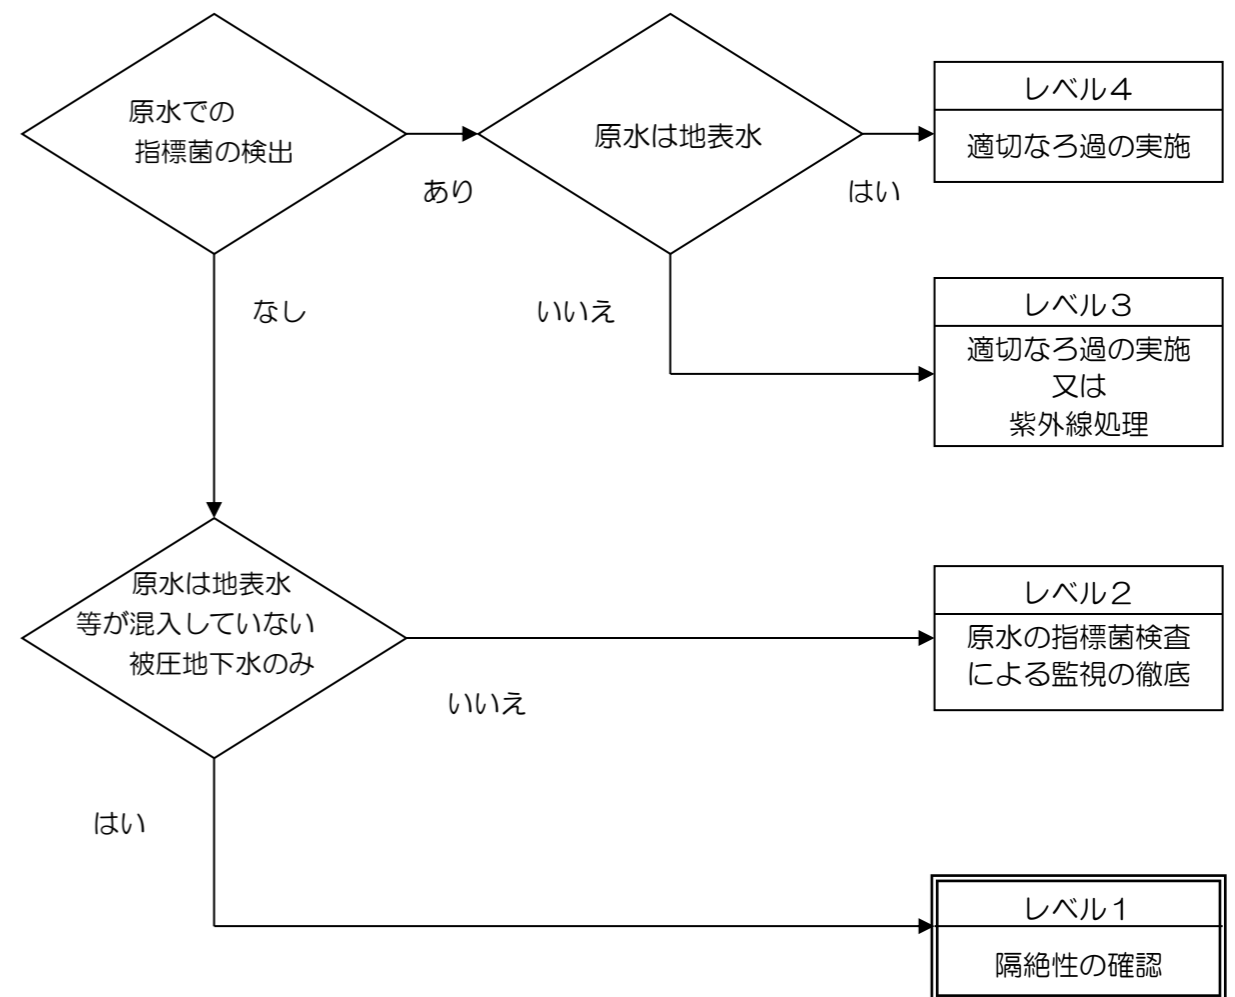 原水での
指標菌の検出
あり
原水は地表水
はい
レベル４
適切なろ過の実施
なし
いいえ
レベル３
適切なろ過の実施
又は
紫外線処理
原水は地表水
等が混入していない
被圧地下水のみ
いいえ
レベル２
原水の指標菌検査
による監視の徹底
はい
レベル１
隔絶性の確認